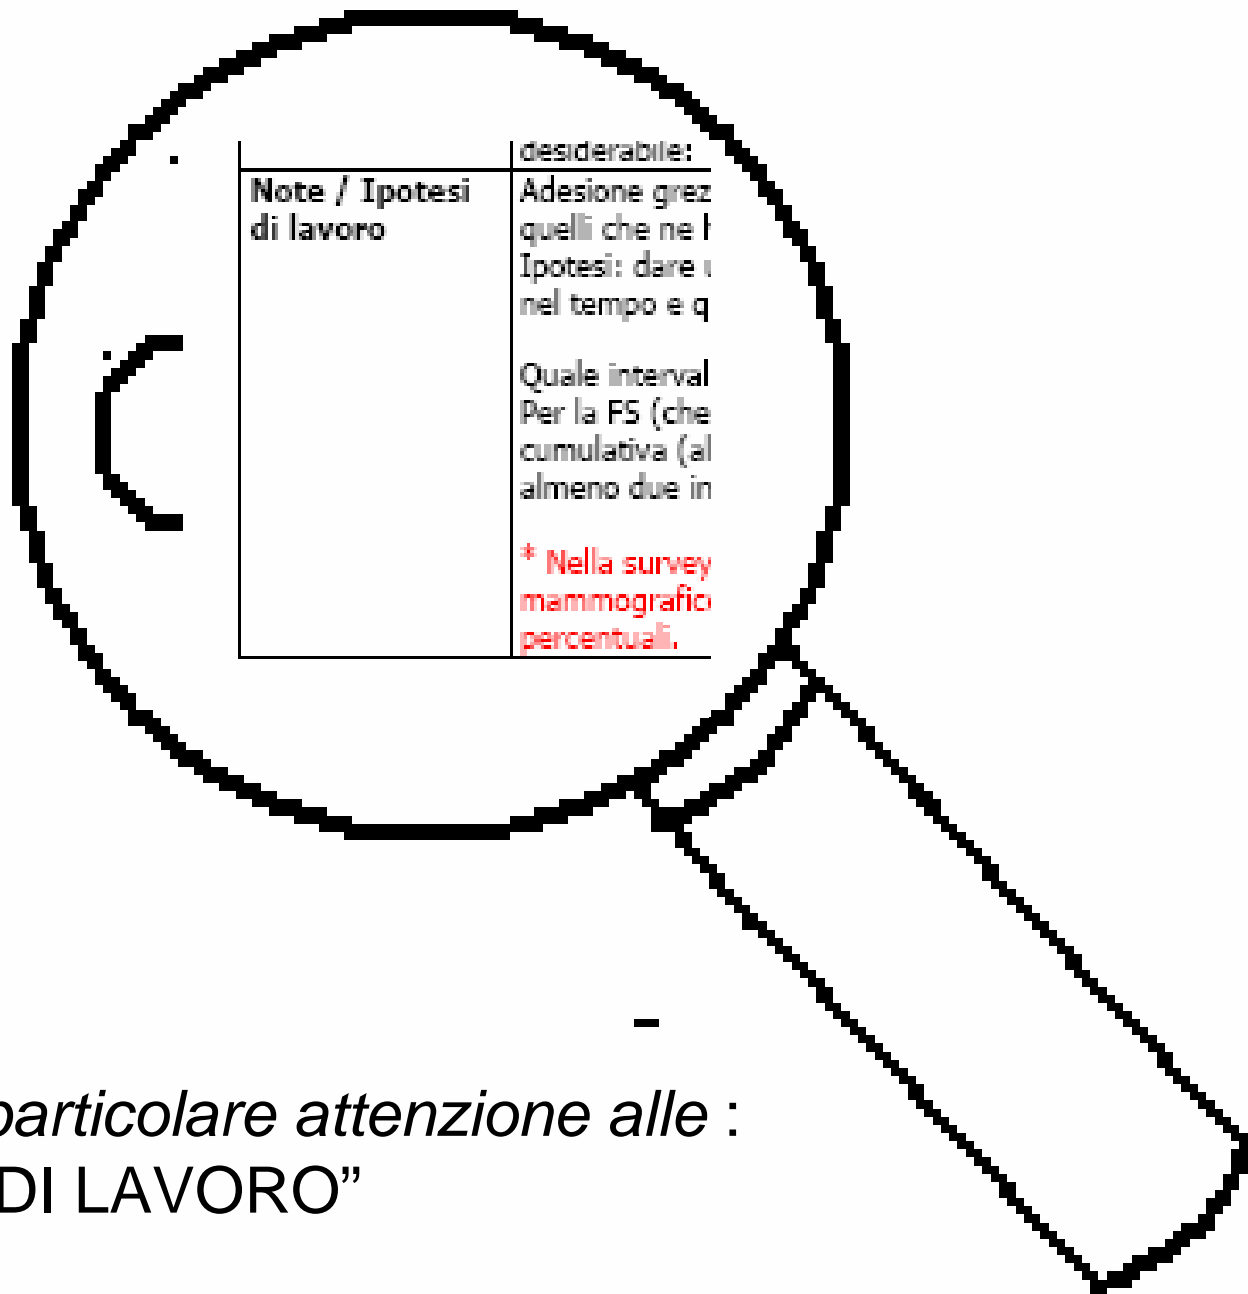 desiderabile:
Note / Ipotesi
di lavoro
Adesione grez
quelli che ne
Ipotesi: dare
nel tempo e q
Quale interval
Per la FS (che
cumulativa (al
almeno due in
* Nella survey
mammografico
percentuali.
-
particolare attenzione alle :
DI LAVORO”